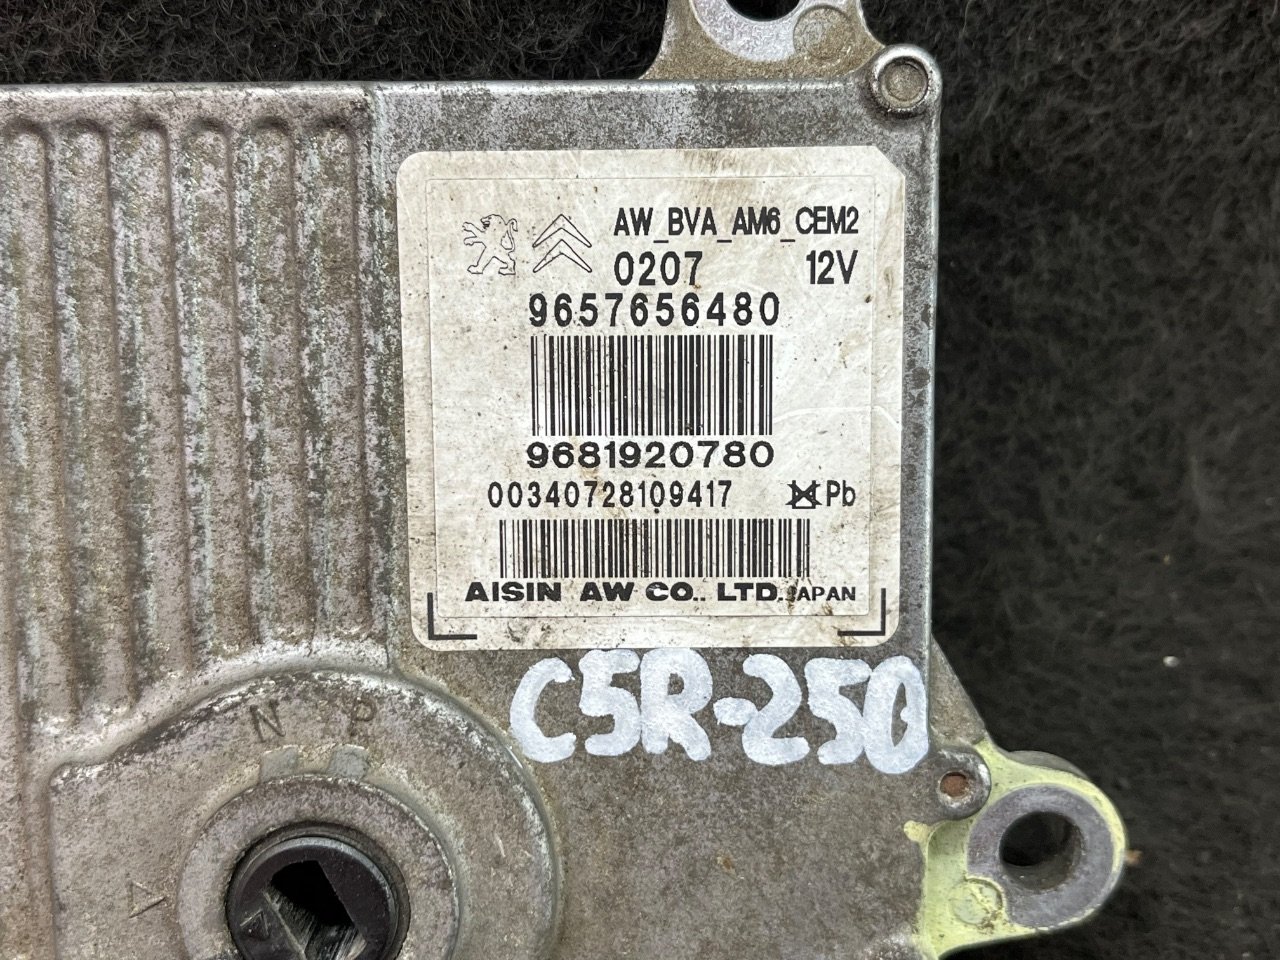 AW_BVA_AM6_CEM2
0207 12V
9657656480
9681920780
00340728109417 Pb
AISIN AW CO., LTD. JAPAN
C5R-250
N P